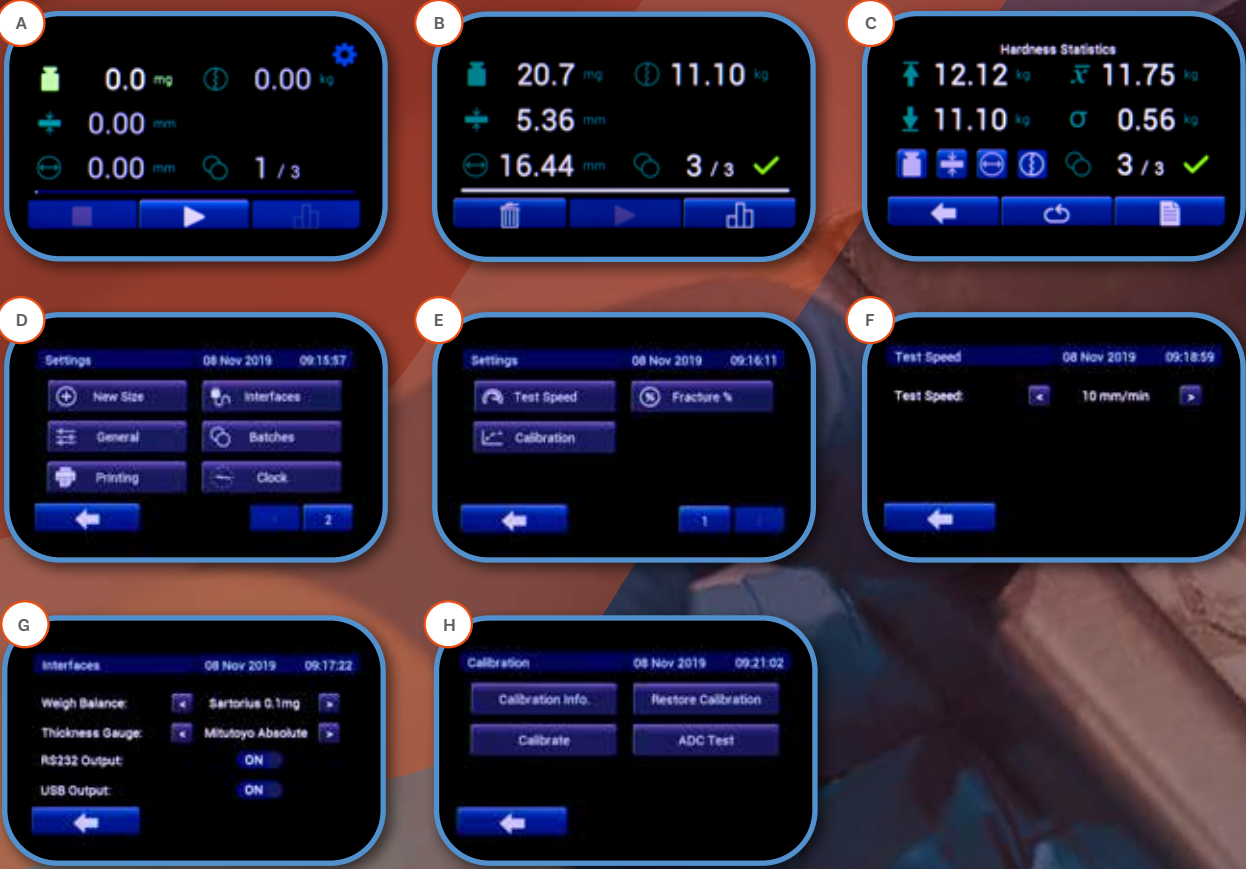 A
0.0 mg 0.00 kg
0.00 mm
0.00 mm 1 / 3
B
20.7 mg 11.10 kg
5.36 mm
16.44 mm 3 / 3
C
Hardness Statistics
12.12 kg x̅ 11.75 kg
11.10 kg σ 0.56 kg
3 / 3
D
Settings 08 Nov 2019 09:15:57
New Size Interfaces
General Batches
Printing Clock
2
E
Settings 08 Nov 2019 09:16:11
Test Speed % Fracture %
Calibration
1
F
Test Speed 08 Nov 2019 09:18:59
Test Speed: < 10 mm/min >
G
Interfaces 08 Nov 2019 09:17:22
Weigh Balance: < Sartorius 0.1mg >
Thickness Gauge: < Mitutoyo Absolute >
RS232 Output: ON
USB Output: ON
H
Calibration 08 Nov 2019 09:21:02
Calibration Info. Restore Calibration
Calibrate ADC Test